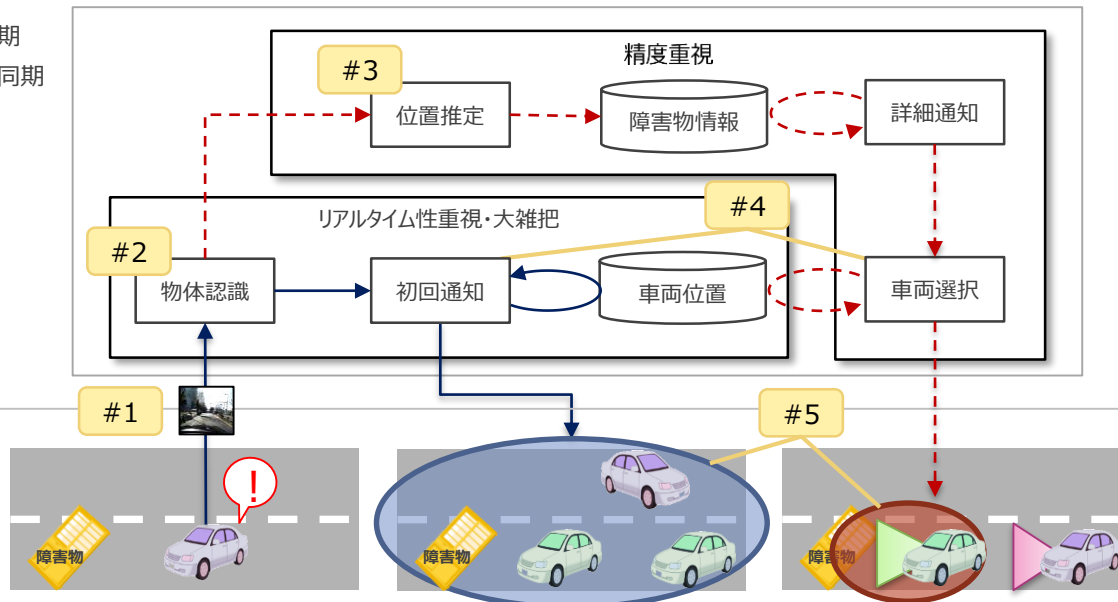 期
同期
精度重視
#3
位置推定
障害物情報
詳細通知
リアルタイム性重視・大雑把
#4
#2
物体認識
初回通知
車両位置
車両選択
#1
#5
!
障害物
障害物
障害物